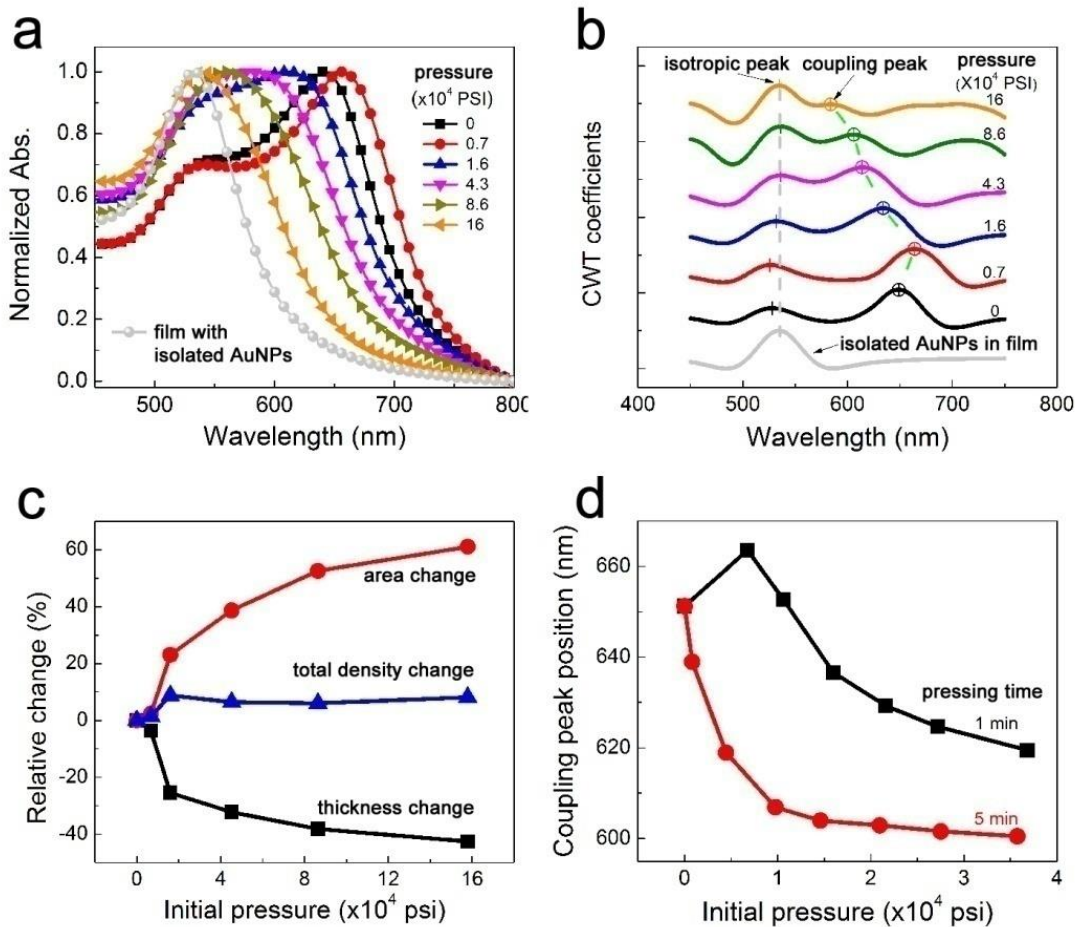 a
Normalized Abs.
1.0
0.8
0.6
0.4
0.2
0.0
pressure
(x10⁴ PSI)
0
0.7
1.6
4.3
8.6
16
film with
isolated AuNPs
500
600
700
800
Wavelength (nm)
b
CWT coefficients
isotropic peak
coupling peak
pressure
(X10⁴ PSI)
16
8.6
4.3
1.6
0.7
0
isolated AuNPs in film
400
500
600
700
800
Wavelength (nm)
c
Relative change (%)
60
40
20
0
-20
-40
area change
total density change
thickness change
0
4
8
12
16
Initial pressure (x10⁴ psi)
d
Coupling peak position (nm)
660
640
620
600
pressing time
1 min
5 min
0
1
2
3
4
Initial pressure (x10⁴ psi)